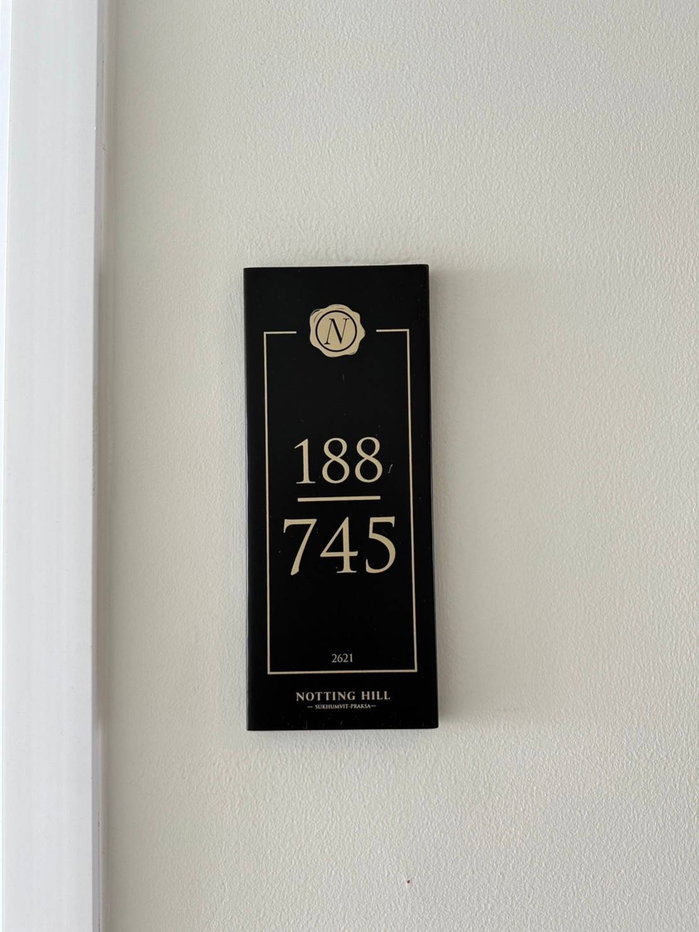 N
188
745
2621
NOTTING HILL
— SUKHUMVIT-PRAKSA —